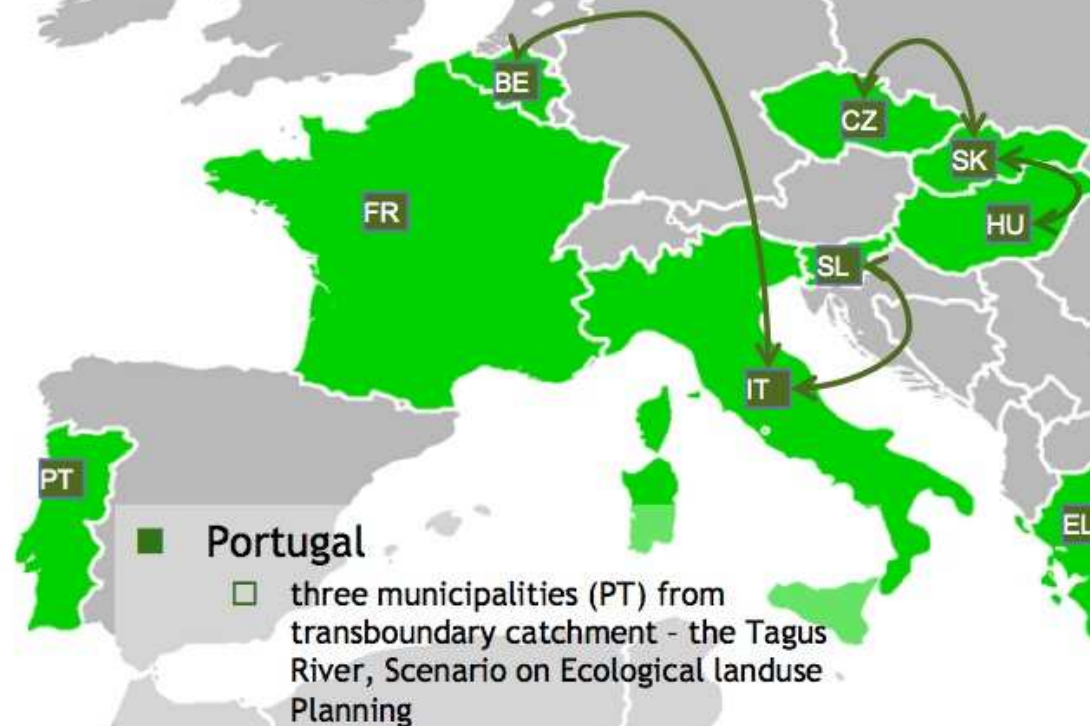 BE
CZ
SK
FR
HU
SL
IT
PT
EL
Portugal
three municipalities (PT) from
transboundary catchment - the Tagus
River, Scenario on Ecological landuse
Planning